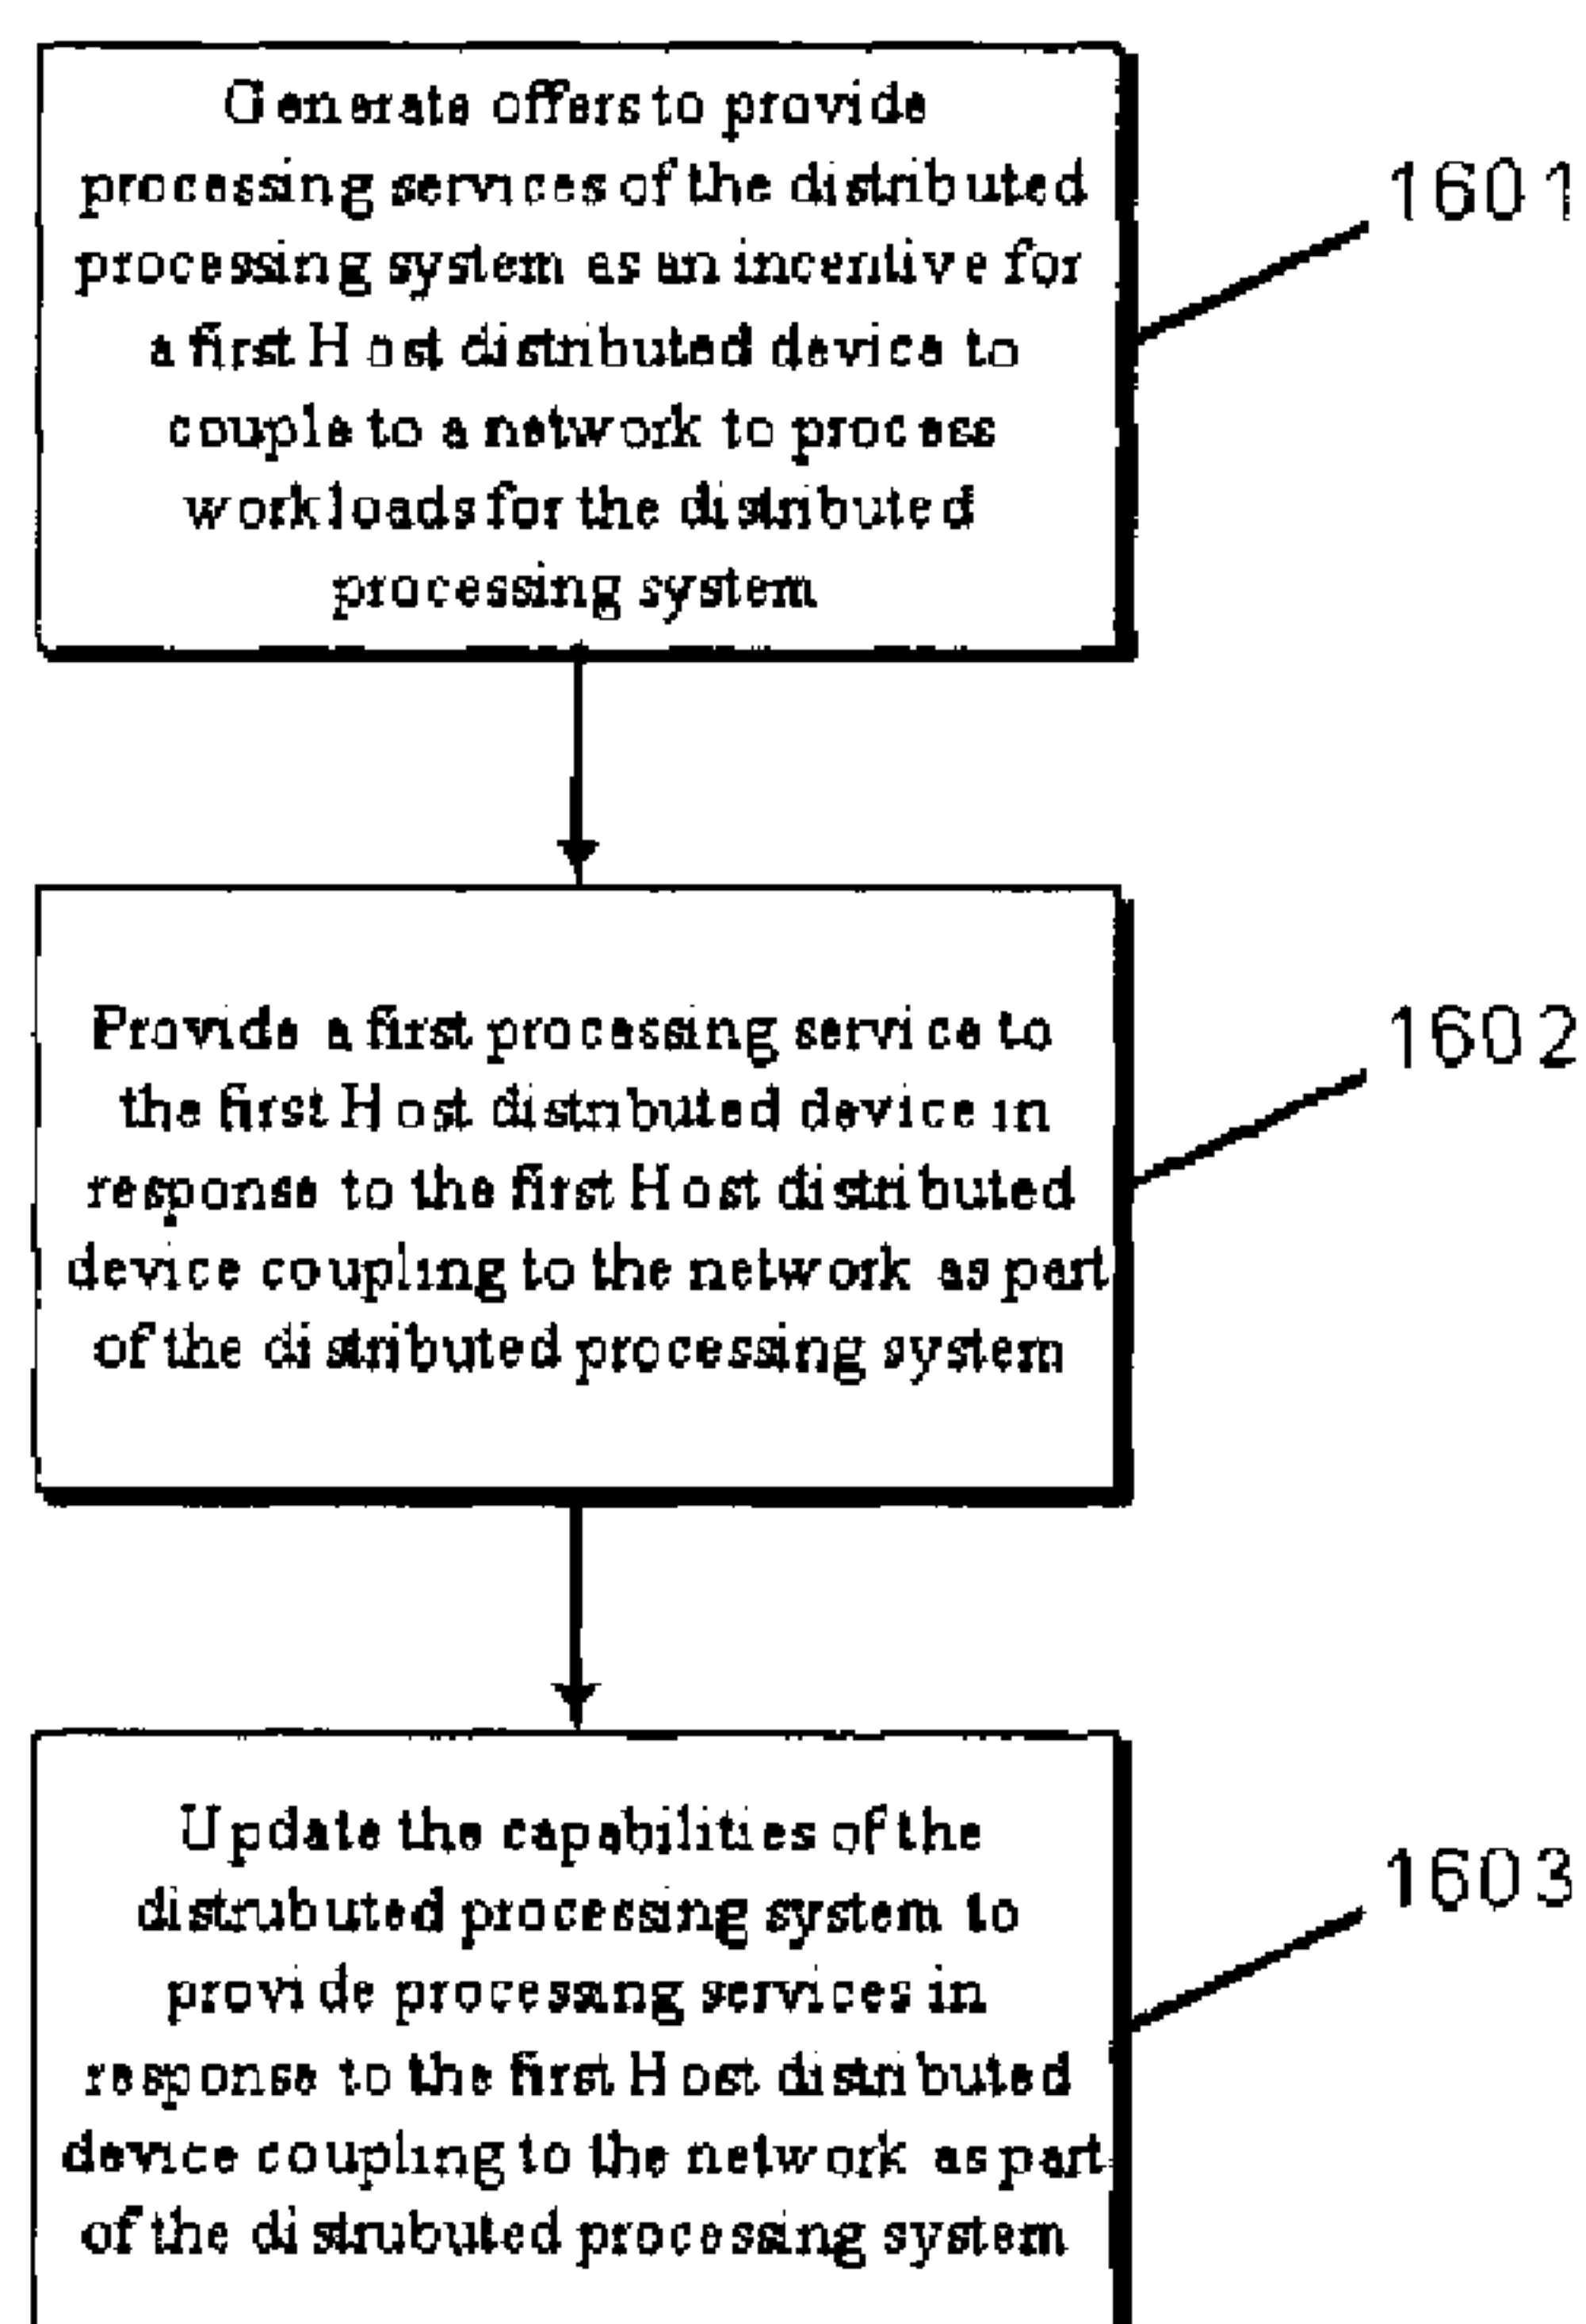 Generate offers to provide
processing services of the distributed
processing system as an incentive for
a first Host distributed device to
couple to a network to process
workloads for the distributed
processing system
1601
Provide a first processing service to
the first Host distributed device in
response to the first Host distributed
device coupling to the network as part
of the distributed processing system
1602
Update the capabilities of the
distributed processing system to
provide processing services in
response to the first Host distributed
device coupling to the network as part
of the distributed processing system
1603